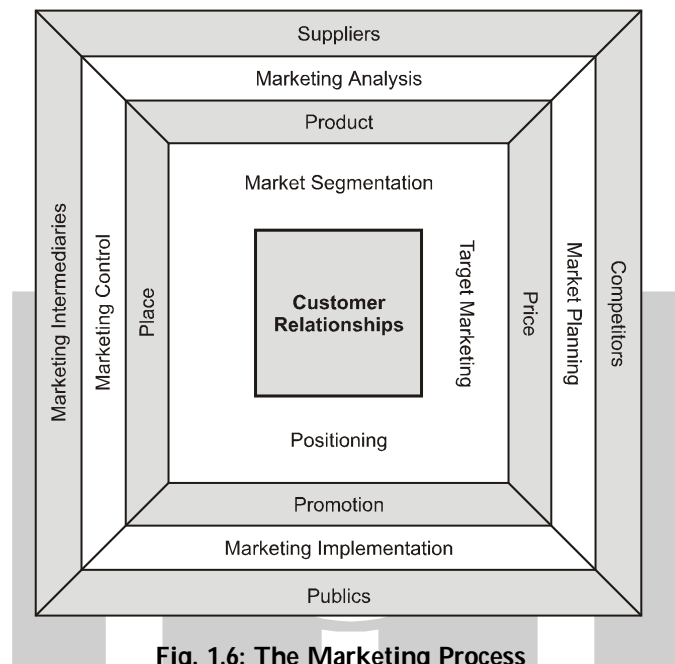 Suppliers
Marketing Analysis
Product
Market Segmentation
Marketing Intermediaries
Marketing Control
Place
Customer
Relationships
Target Marketing
Price
Market Planning
Competitors
Positioning
Promotion
Marketing Implementation
Publics
Fig. 1.6: The Marketing Process